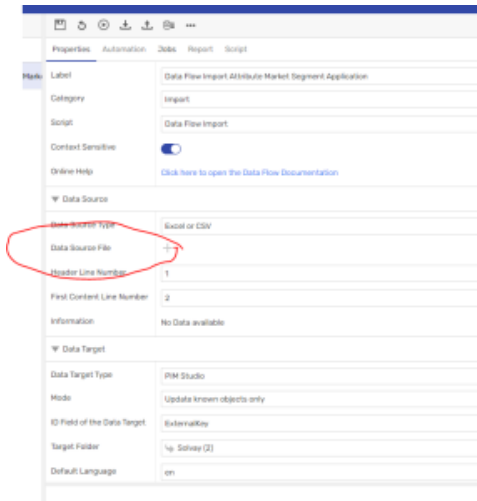 Properties Automation Jobs Report Script
Marke
Label Data Flow Import Attribute Market Segment Application
Category Import
Script Data Flow Import
Context Sensitive
Online Help Click here to open the Data Flow Documentation
Data Source
Data Source Type Excel or CSV
Data Source File
Header Line Number 1
First Content Line Number 2
Information No Data available
Data Target
Data Target Type PIM Studio
Mode Update known objects only
ID Field of the Data Target ExternalKey
Target Folder Solvay (2)
Default Language en